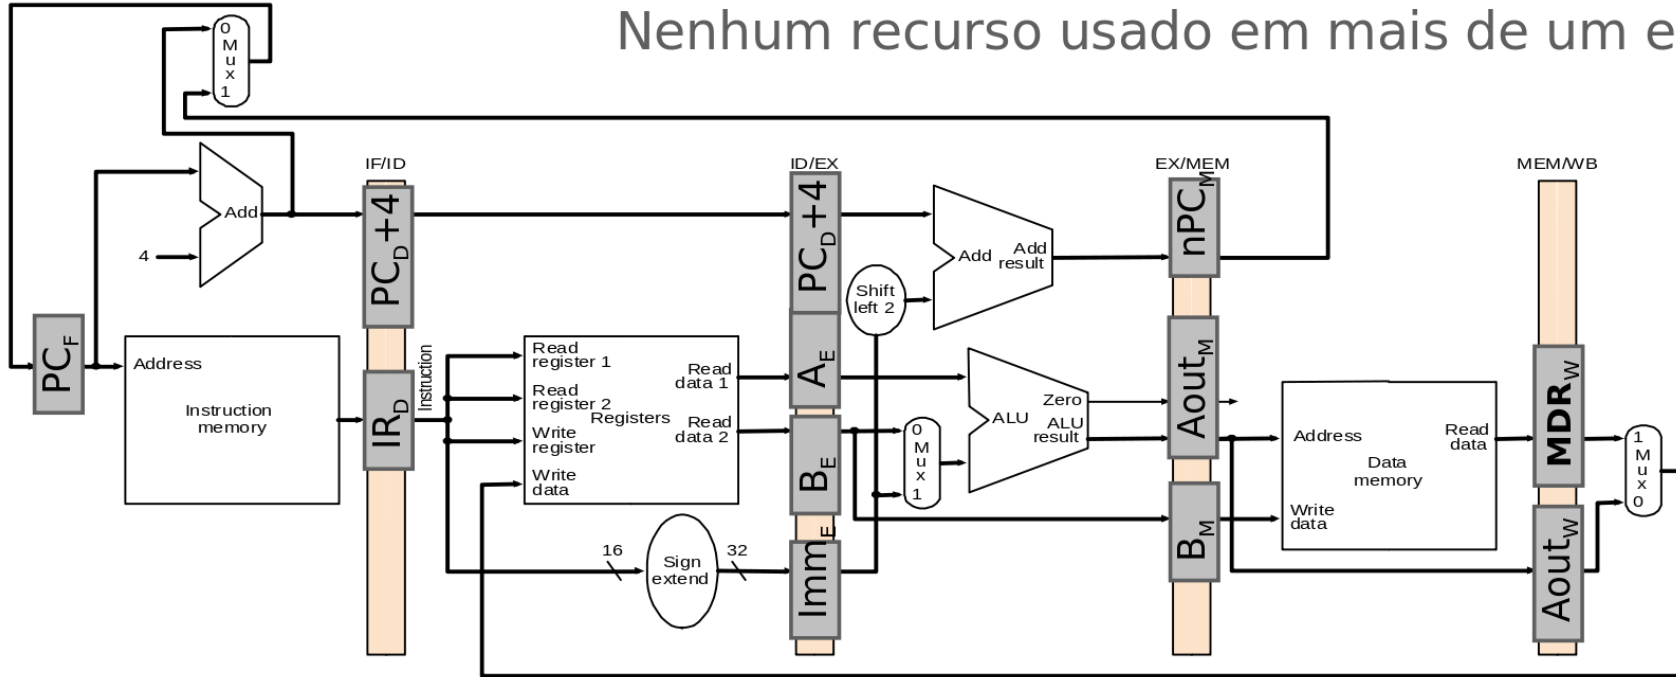 Nenhum recurso usado em mais de um e
0
M
u
x
1
IF/ID
ID/EX
EX/MEM
MEM/WB
Add
4
PC_D+4
PC_D+4
Add
Add
result
nPC_M
Shift
left 2
PC_F
Address
Instruction
memory
IR_D
Instruction
Read
register 1
Read
register 2
Write
register
Write
data
Registers
Read
data 1
Read
data 2
A_E
B_E
Imm_E
0
M
u
x
1
Zero
ALU
ALU
result
Aout_M
B_M
Address
Write
data
Read
data
Data
memory
MDR_W
Aout_W
1
M
u
x
0
16
Sign
extend
32